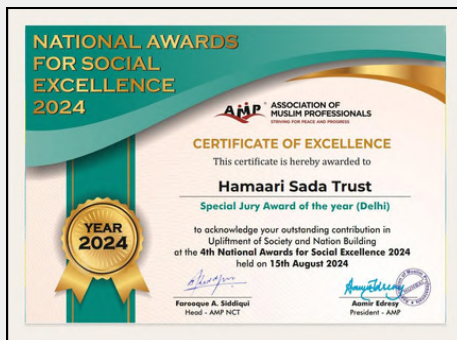 NATIONAL AWARDS
FOR SOCIAL
EXCELLENCE
2024
AMP
ASSOCIATION OF
MUSLIM PROFESSIONALS
STRIVING FOR PEACE AND PROGRESS
CERTIFICATE OF EXCELLENCE
This certificate is hereby awarded to
Hamaari Sada Trust
Special Jury Award of the year (Delhi)
to acknowledge your outstanding contribution in
Upliftment of Society and Nation Building
at the 4th National Awards for Social Excellence 2024
held on 15th August 2024
YEAR
2024
Farooque A. Siddiqui
Head - AMP NCT
Aamir Edresy
President - AMP